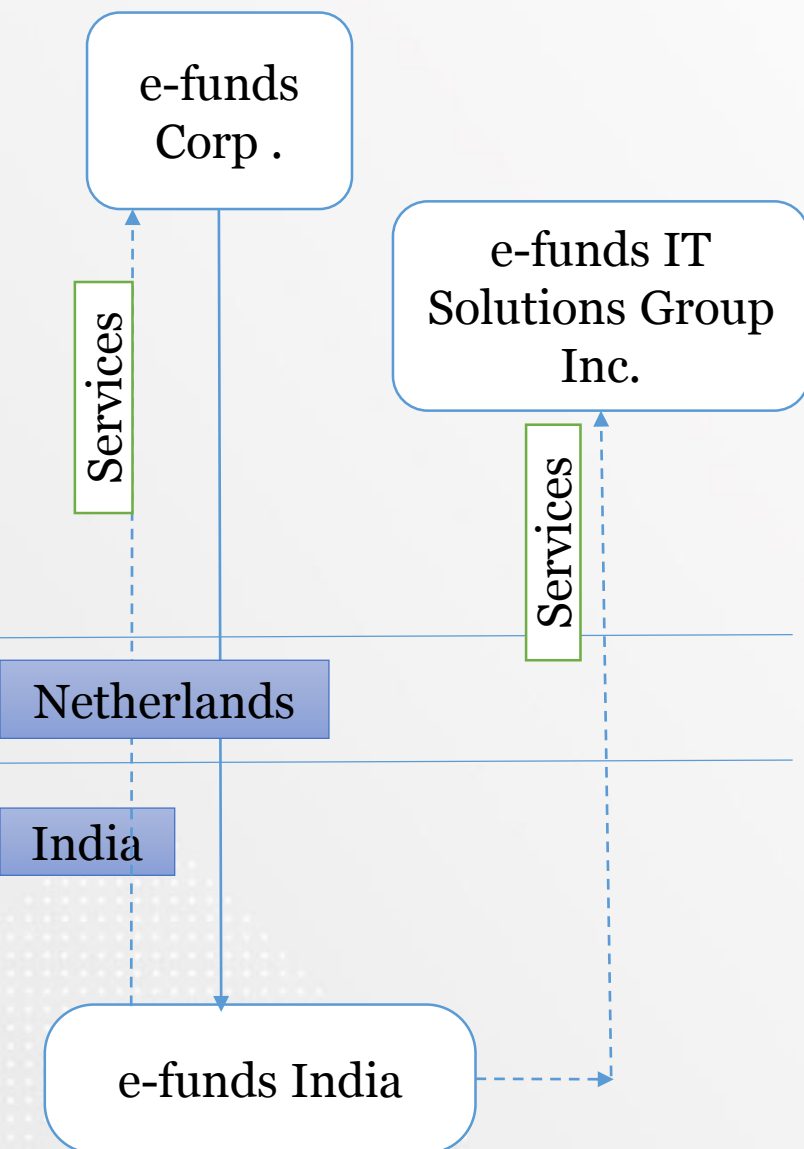 e-funds
Corp .
e-funds IT
Solutions Group
Inc.
Services
Services
Netherlands
India
e-funds India